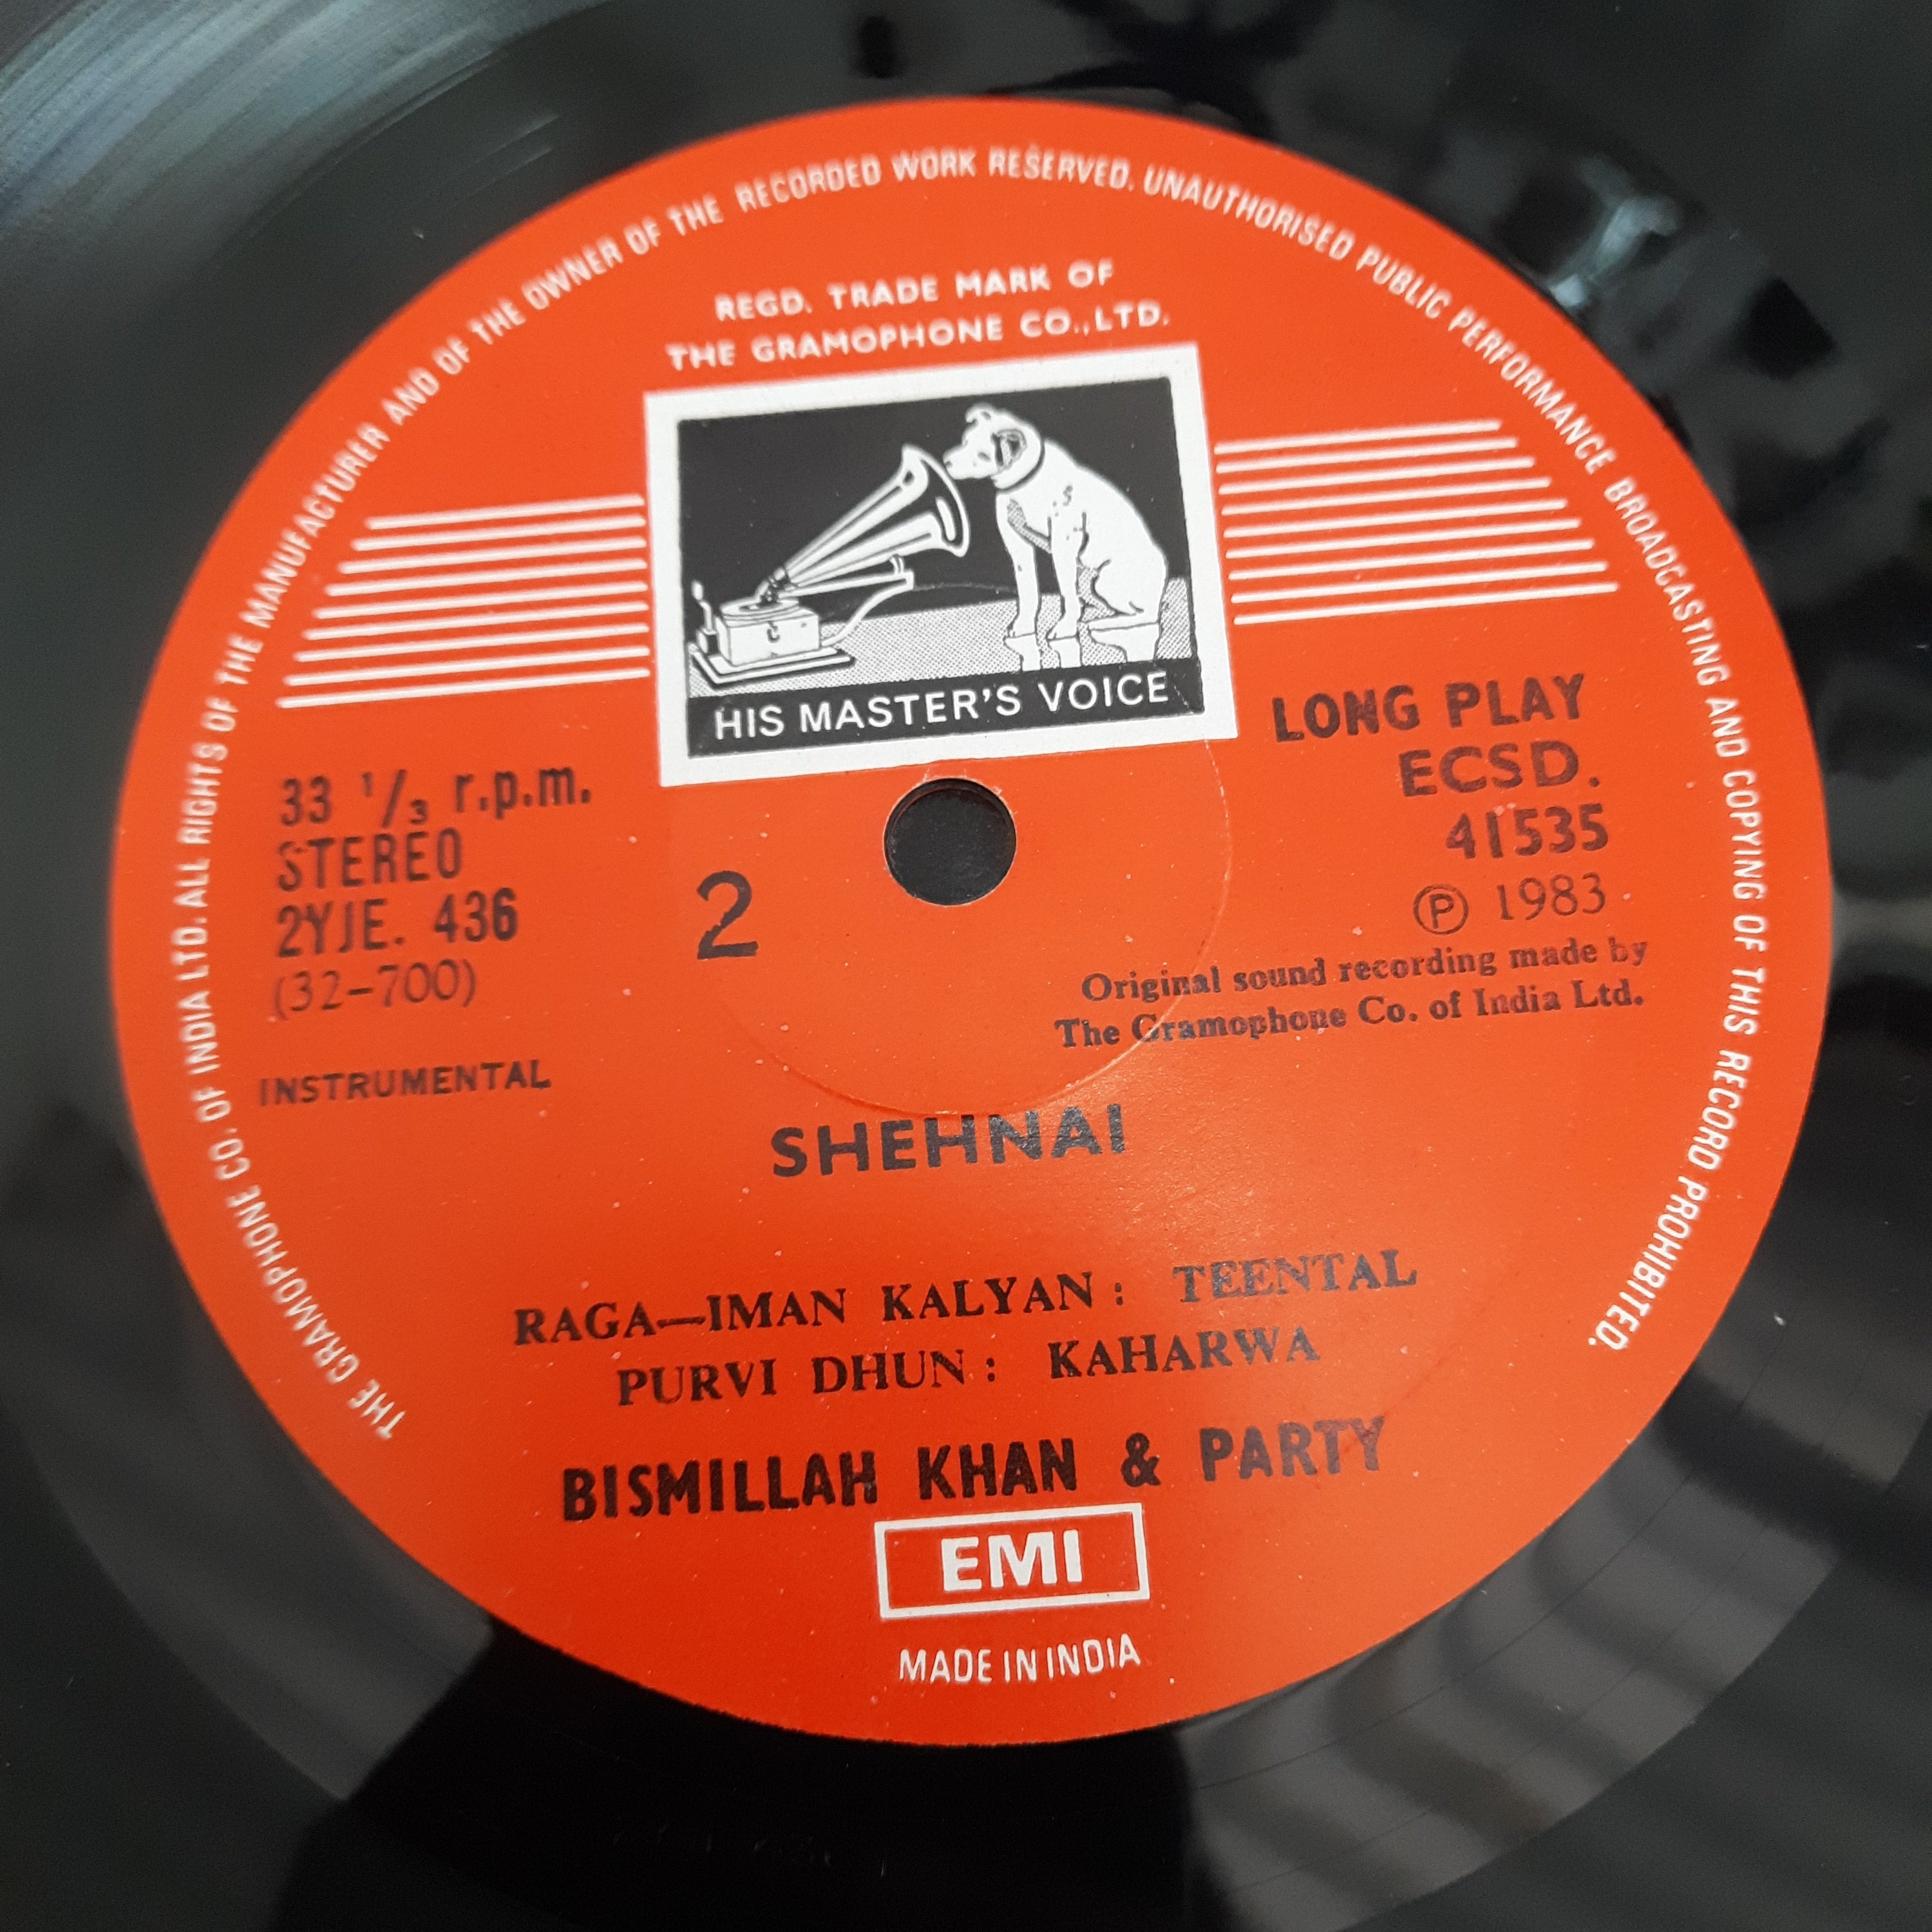 THE GRAMOPHONE CO. OF INDIA LTD. ALL RIGHTS OF THE MANUFACTURER AND OF THE OWNER OF THE RECORDED WORK RESERVED. UNAUTHORISED PUBLIC PERFORMANCE BROADCASTING AND COPYING OF THIS RECORD PROHIBITED.
REGD. TRADE MARK OF
THE GRAMOPHONE CO.,LTD.
HIS MASTER'S VOICE
33 1/3 r.p.m.
STEREO
2YJE. 436
(32-700)
2
LONG PLAY
ECSD.
41535
Ⓟ 1983
Original sound recording made by
The Gramophone Co. of India Ltd.
INSTRUMENTAL
SHEHNAI
RAGA—IMAN KALYAN : TEENTAL
PURVI DHUN : KAHARWA
BISMILLAH KHAN & PARTY
EMI
MADE IN INDIA